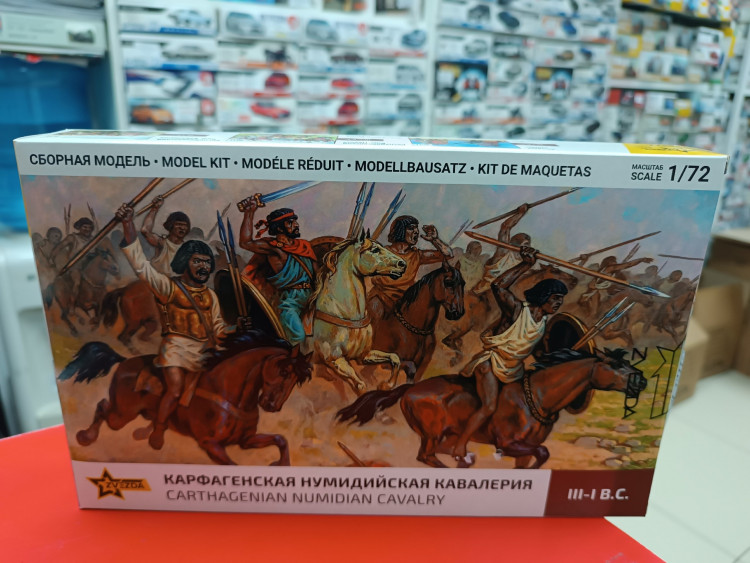 СБОРНАЯ МОДЕЛЬ • MODEL KIT • MODÉLE RÉDUIT • MODELLBAUSATZ • KIT DE MAQUETAS
МАСШТАБ
SCALE 1/72
ZVEZDA
ZVEZDA
КАРФАГЕНСКАЯ НУМИДИЙСКАЯ КАВАЛЕРИЯ
CARTHAGENIAN NUMIDIAN CAVALRY
III-I B.C.